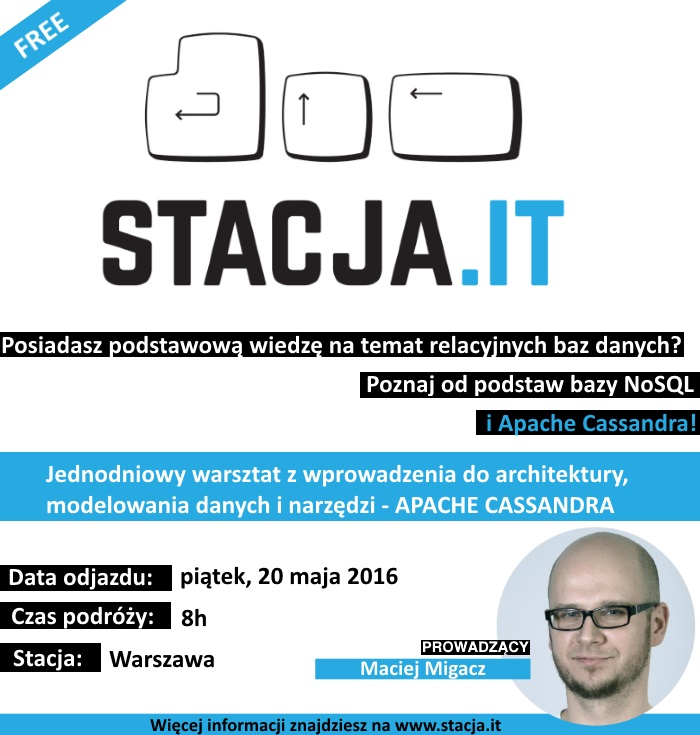 FREE
STACJA.IT
Posiadasz podstawową wiedzę na temat relacyjnych baz danych?
Poznaj od podstaw bazy NoSQL
i Apache Cassandra!
Jednodniowy warsztat z wprowadzenia do architektury,
modelowania danych i narzędzi - APACHE CASSANDRA
Data odjazdu: piątek, 20 maja 2016
Czas podróży: 8h
Stacja: Warszawa
PROWADZĄCY
Maciej Migacz
Więcej informacji znajdziesz na www.stacja.it